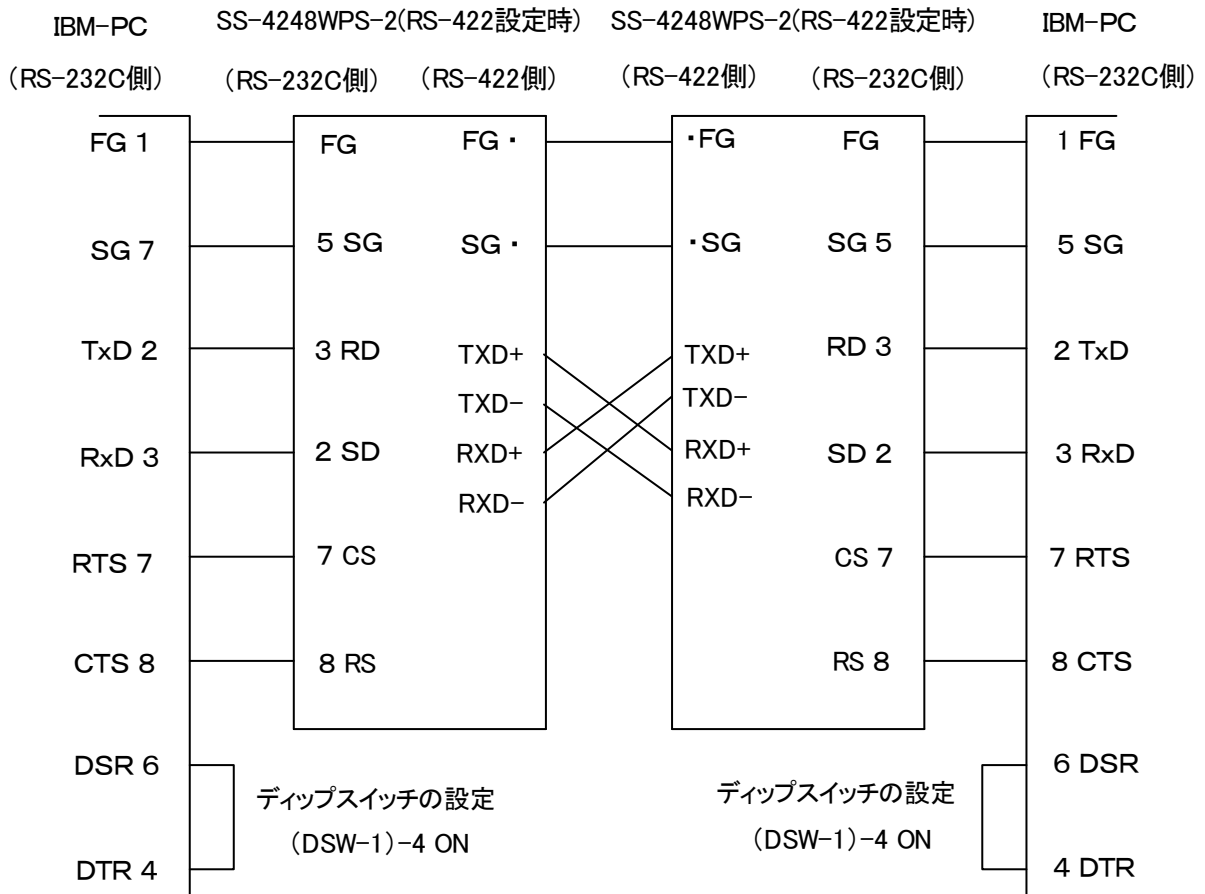 IBM-PC SS-4248WPS-2(RS-422設定時) SS-4248WPS-2(RS-422設定時) IBM-PC
(RS-232C側) (RS-232C側) (RS-422側) (RS-422側) (RS-232C側) (RS-232C側)
FG 1 FG FG・ ・FG FG 1 FG
SG 7 5 SG SG・ ・SG SG 5 5 SG
TxD 2 3 RD TXD+ TXD+ RD 3 2 TxD
TXD- TXD-
RxD 3 2 SD RXD+ RXD+ SD 2 3 RxD
RXD- RXD-
RTS 7 7 CS CS 7 7 RTS
CTS 8 8 RS RS 8 8 CTS
DSR 6 6 DSR
ディップスイッチの設定 ディップスイッチの設定
(DSW-1)-4 ON (DSW-1)-4 ON
DTR 4 4 DTR